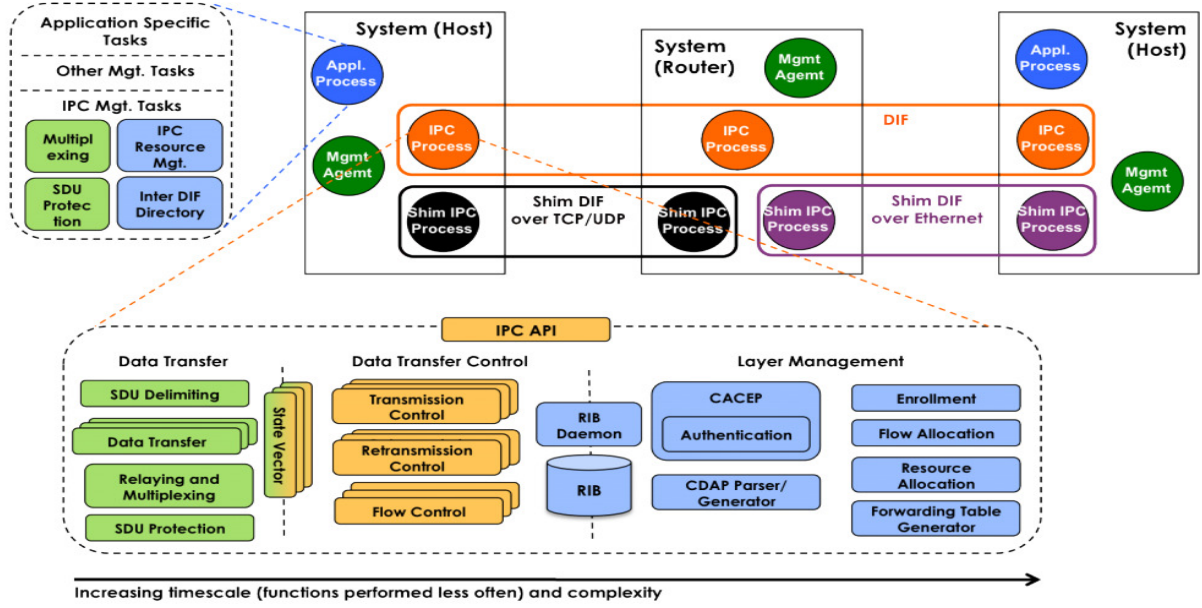 Application Specific
Tasks
Other Mgt. Tasks
IPC Mgt. Tasks
Multipl
exing
IPC
Resource
Mgt.
SDU
Protec
tion
Inter DIF
Directory
System (Host)
Appl.
Process
Mgmt
Agemt
IPC
Process
Shim IPC
Process
Shim DIF
over TCP/UDP
System
(Router)
Mgmt
Agemt
IPC
Process
DIF
Shim IPC
Process
Shim IPC
Process
Shim DIF
over Ethernet
System
(Host)
Appl.
Process
IPC
Process
Mgmt
Agemt
Shim IPC
Process
IPC API
Data Transfer
SDU Delimiting
Data Transfer
Relaying and
Multiplexing
SDU Protection
State Vector
Data Transfer Control
Transmission
Control
Retransmission
Control
Flow Control
RIB
Daemon
RIB
Layer Management
CACEP
Authentication
CDAP Parser/
Generator
Enrollment
Flow Allocation
Resource
Allocation
Forwarding Table
Generator
Increasing timescale (functions performed less often) and complexity